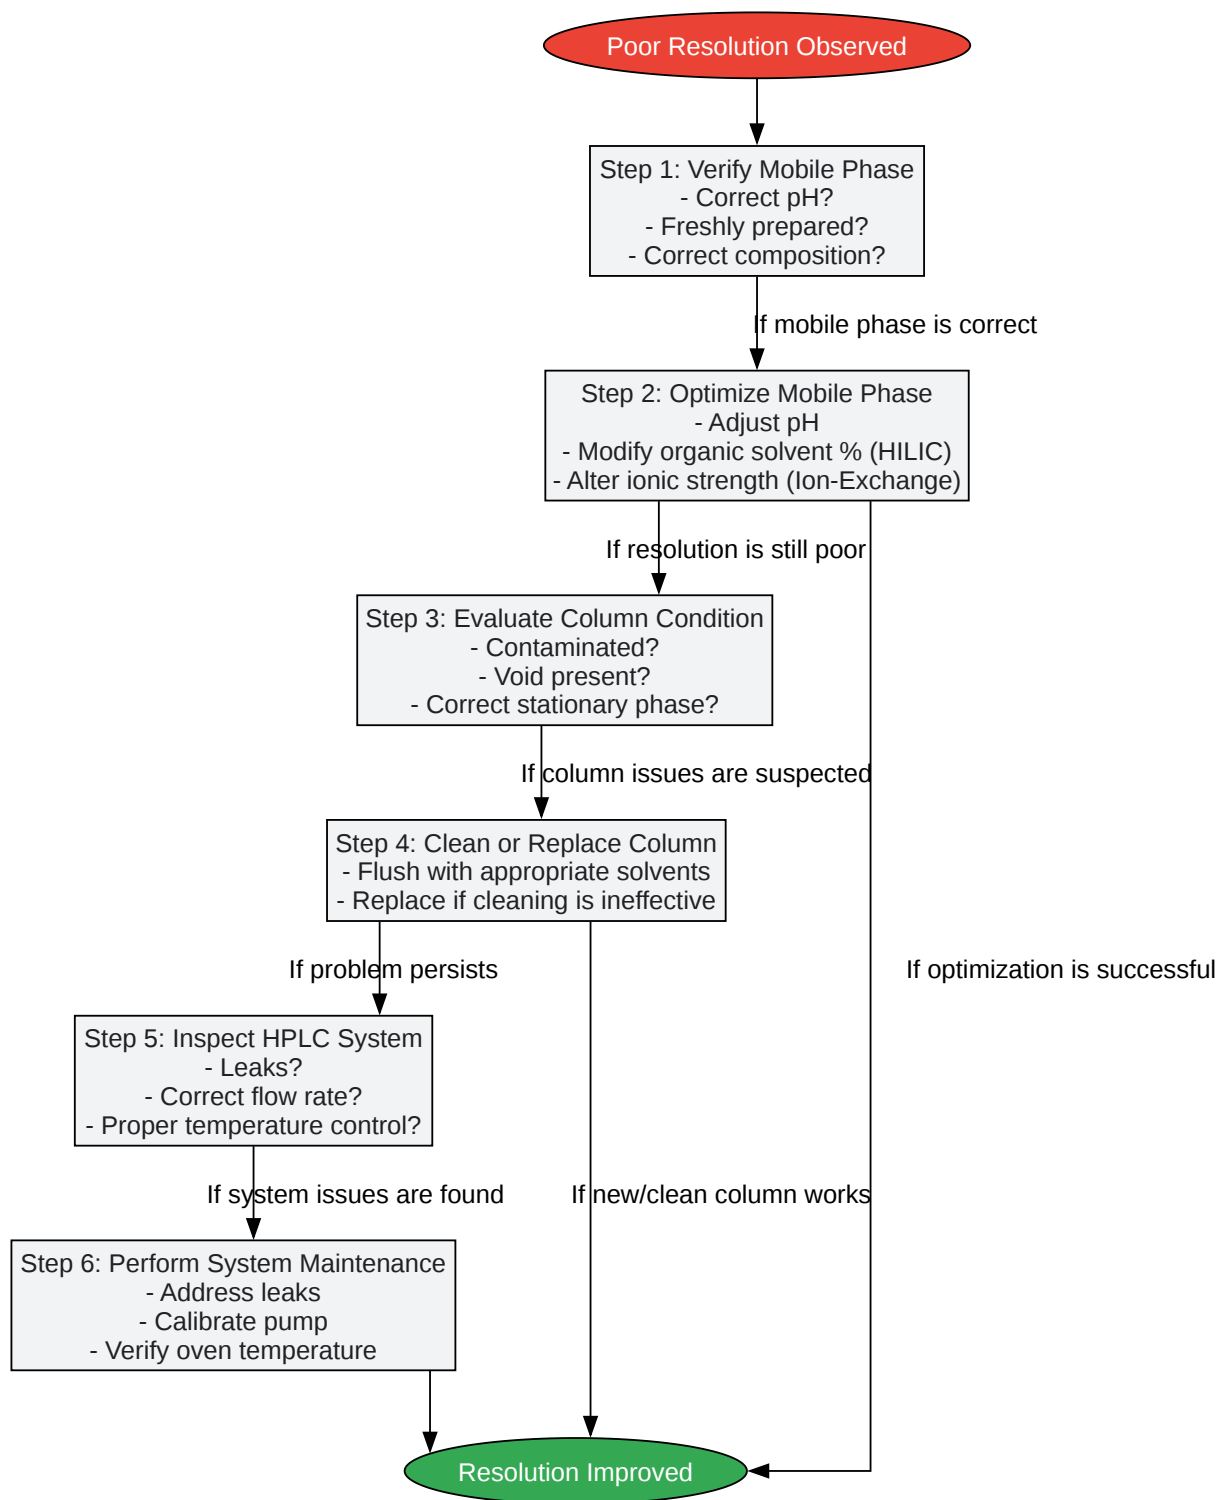 Poor Resolution Observed
Step 1: Verify Mobile Phase
- Correct pH?
- Freshly prepared?
- Correct composition?
If mobile phase is correct
Step 2: Optimize Mobile Phase
- Adjust pH
- Modify organic solvent % (HILIC)
- Alter ionic strength (Ion-Exchange)
If resolution is still poor
Step 3: Evaluate Column Condition
- Contaminated?
- Void present?
- Correct stationary phase?
If column issues are suspected
Step 4: Clean or Replace Column
- Flush with appropriate solvents
- Replace if cleaning is ineffective
If problem persists
If optimization is successful
Step 5: Inspect HPLC System
- Leaks?
- Correct flow rate?
- Proper temperature control?
If system issues are found
If new/clean column works
Step 6: Perform System Maintenance
- Address leaks
- Calibrate pump
- Verify oven temperature
Resolution Improved